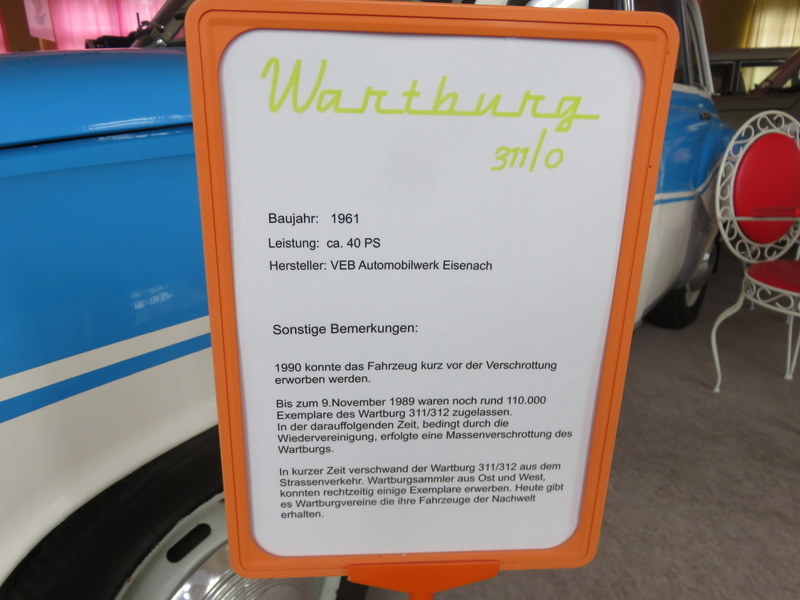 Wartburg
311/0
Baujahr: 1961
Leistung: ca. 40 PS
Hersteller: VEB Automobilwerk Eisenach
Sonstige Bemerkungen:
1990 konnte das Fahrzeug kurz vor der Verschrottung
erworben werden.
Bis zum 9.November 1989 waren noch rund 110.000
Exemplare des Wartburg 311/312 zugelassen.
In der darauffolgenden Zeit, bedingt durch die
Wiedervereinigung, erfolgte eine Massenverschrottung des
Wartburgs.
In kurzer Zeit verschwand der Wartburg 311/312 aus dem
Strassenverkehr. Wartburgsammler aus Ost und West,
konnten rechtzeitig einige Exemplare erwerben. Heute gibt
es Wartburgvereine die ihre Fahrzeuge der Nachwelt
erhalten.